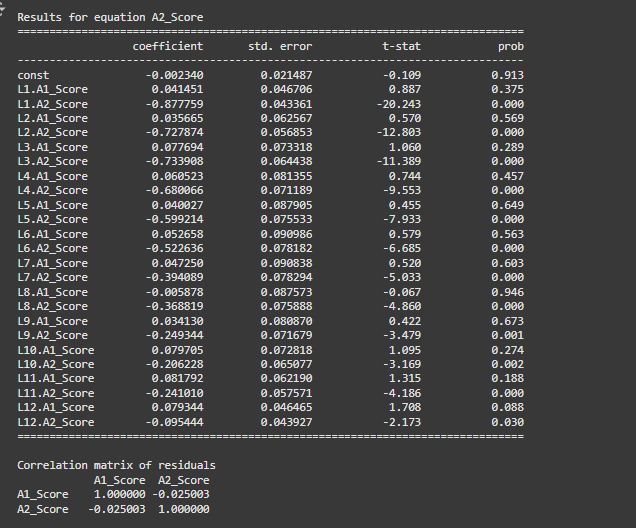 Results for equation A2_Score
==============================================================================
                 coefficient       std. error           t-stat            prob
------------------------------------------------------------------------------
const              -0.002340         0.021487           -0.109           0.913
L1.A1_Score         0.041451         0.046706            0.887           0.375
L1.A2_Score        -0.877759         0.043361          -20.243           0.000
L2.A1_Score         0.035665         0.062567            0.570           0.569
L2.A2_Score        -0.727874         0.056853          -12.803           0.000
L3.A1_Score         0.077694         0.073318            1.060           0.289
L3.A2_Score        -0.733908         0.064438          -11.389           0.000
L4.A1_Score         0.060523         0.081355            0.744           0.457
L4.A2_Score        -0.680066         0.071189           -9.553           0.000
L5.A1_Score         0.040027         0.087905            0.455           0.649
L5.A2_Score        -0.599214         0.075533           -7.933           0.000
L6.A1_Score         0.052658         0.090986            0.579           0.563
L6.A2_Score        -0.522636         0.078182           -6.685           0.000
L7.A1_Score         0.047250         0.090838            0.520           0.603
L7.A2_Score        -0.394089         0.078294           -5.033           0.000
L8.A1_Score        -0.005878         0.087573           -0.067           0.946
L8.A2_Score        -0.368819         0.075888           -4.860           0.000
L9.A1_Score         0.034130         0.080870            0.422           0.673
L9.A2_Score        -0.249344         0.071679           -3.479           0.001
L10.A1_Score        0.079705         0.072818            1.095           0.274
L10.A2_Score       -0.206228         0.065077           -3.169           0.002
L11.A1_Score        0.081792         0.062190            1.315           0.188
L11.A2_Score       -0.241010         0.057571           -4.186           0.000
L12.A1_Score        0.079344         0.046465            1.708           0.088
L12.A2_Score       -0.095444         0.043927           -2.173           0.030
==============================================================================
Correlation matrix of residuals
            A1_Score  A2_Score
A1_Score    1.000000 -0.025003
A2_Score   -0.025003  1.000000